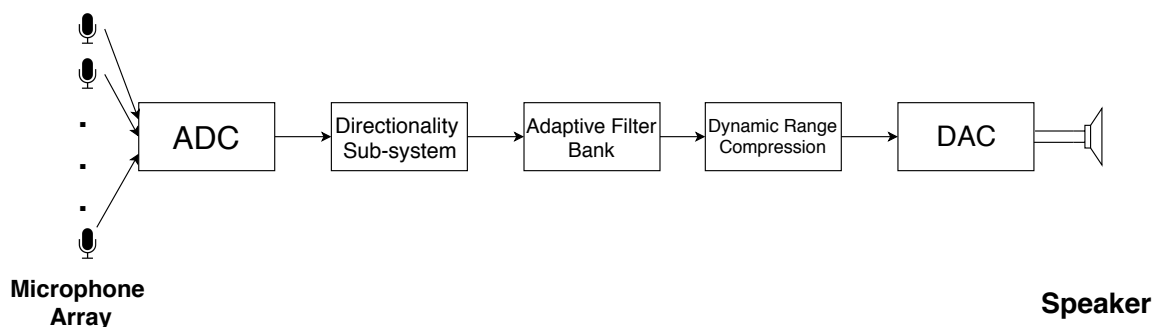 ADC
Directionality
Sub-system
Adaptive Filter
Bank
Dynamic Range
Compression
DAC
Microphone
Array
Speaker